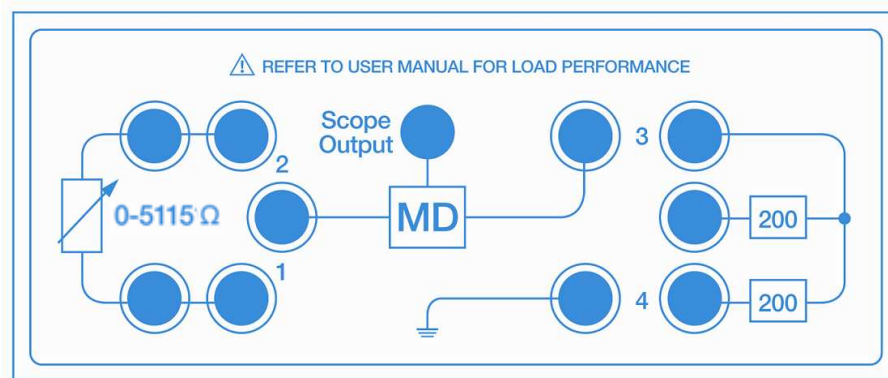 REFER TO USER MANUAL FOR LOAD PERFORMANCE
Scope
Output
3
2
0-5115 Ω
MD
200
1
4
200